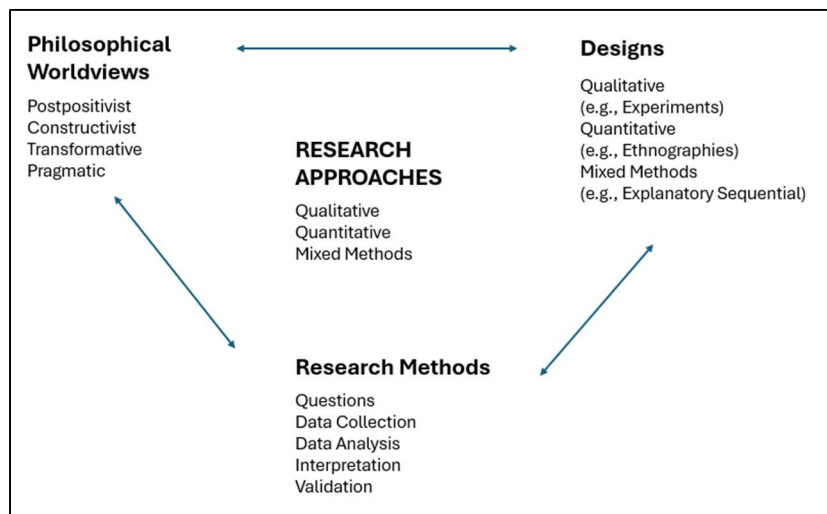 Philosophical
Worldviews
Postpositivist
Constructivist
Transformative
Pragmatic
Designs
Qualitative
(e.g., Experiments)
Quantitative
(e.g., Ethnographies)
Mixed Methods
(e.g., Explanatory Sequential)
RESEARCH
APPROACHES
Qualitative
Quantitative
Mixed Methods
Research Methods
Questions
Data Collection
Data Analysis
Interpretation
Validation